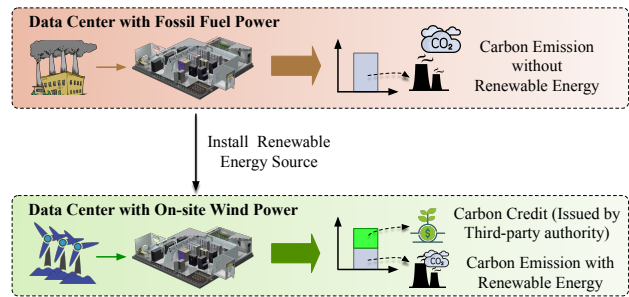 Data Center with Fossil Fuel Power
CO₂
Carbon Emission
without
Renewable Energy
Install Renewable
Energy Source
Data Center with On-site Wind Power
Carbon Credit (Issued by
Third-party authority)
$
CO₂
Carbon Emission with
Renewable Energy